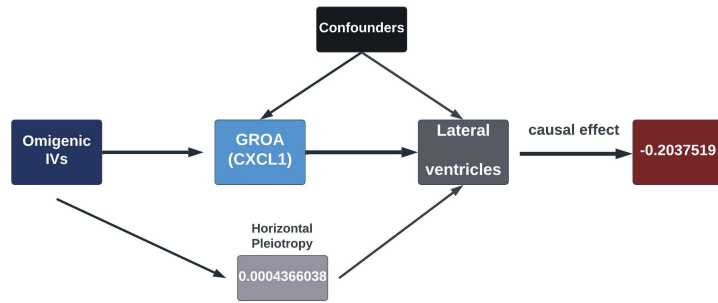 Confounders
Omigenic
IVs
GROA
(CXCL1)
Lateral
ventricles
causal effect
-0.2037519
Horizontal
Pleiotropy
0.0004366038